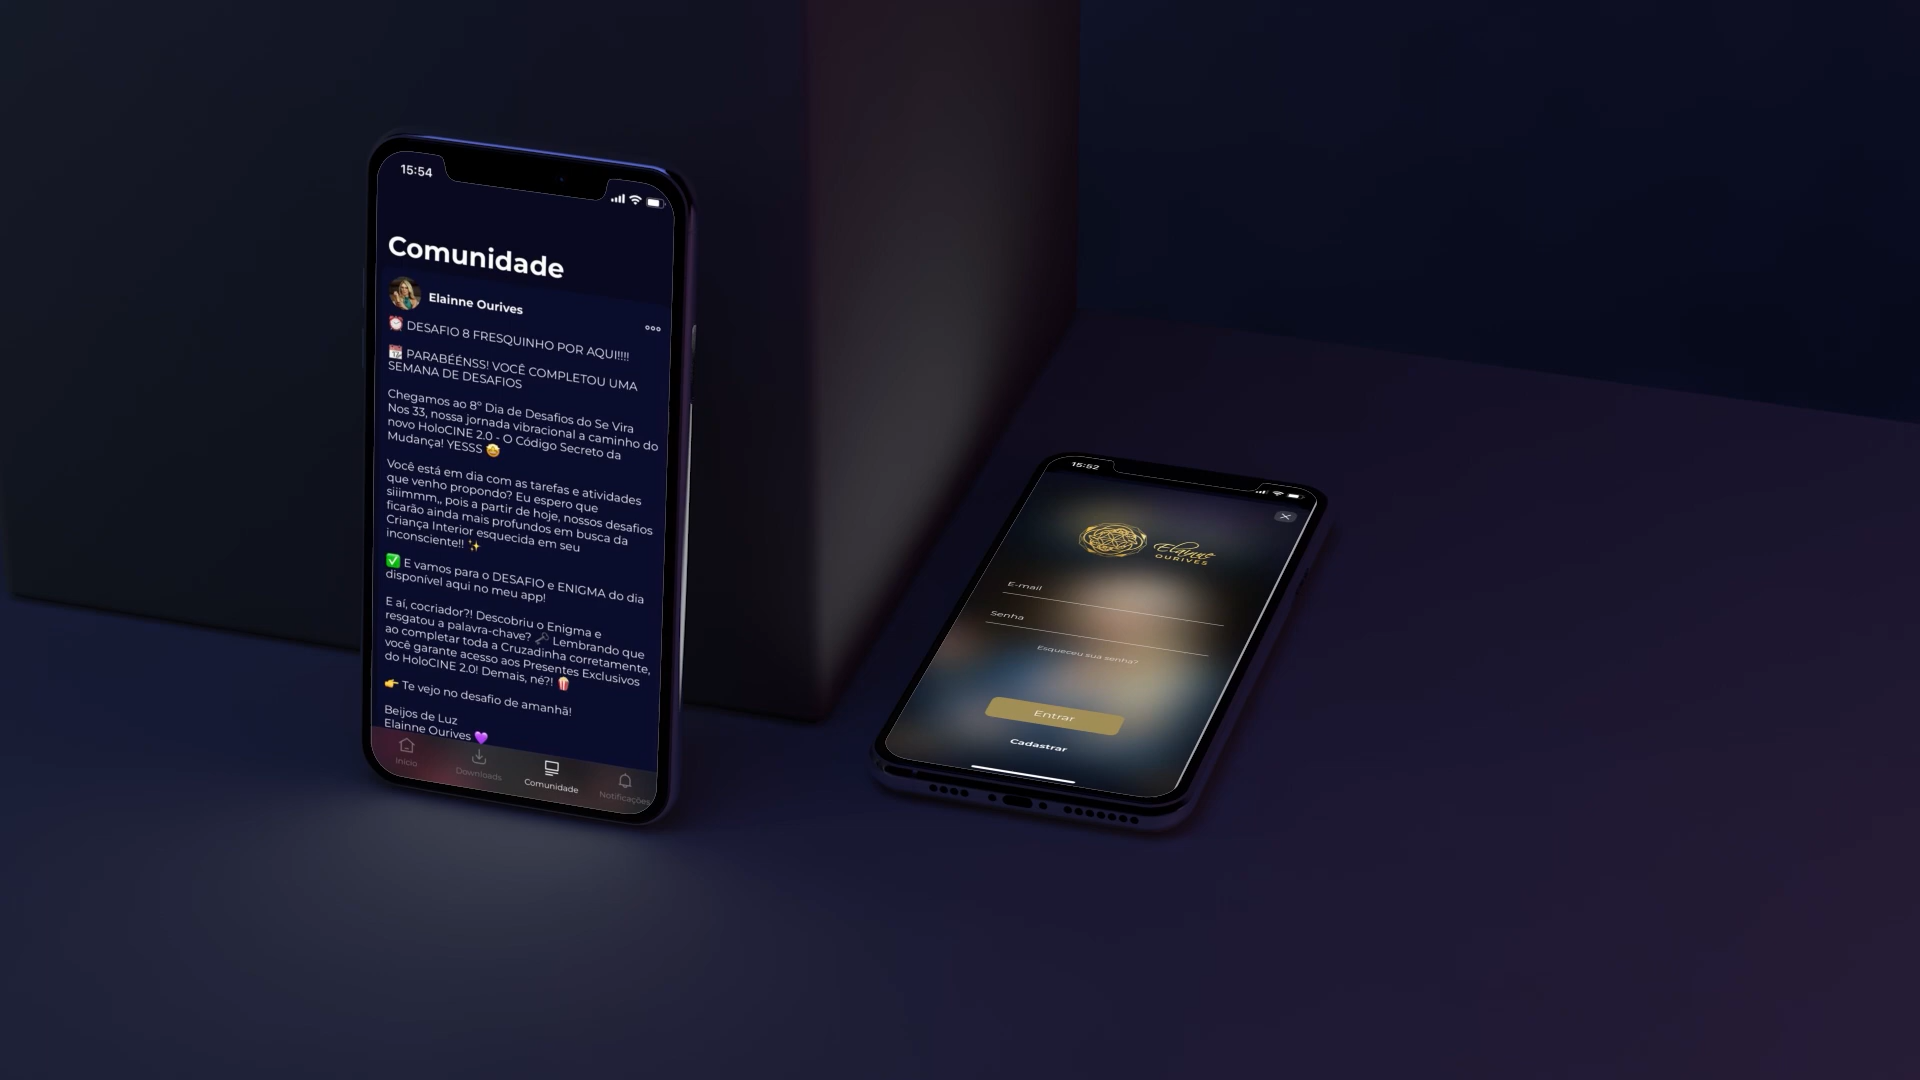 15:54
Comunidade
Elainne Ourives
⏰ DESAFIO 8 FRESQUINHO POR AQUI!!!!
📆 PARABÉÉNSS! VOCÊ COMPLETOU UMA
SEMANA DE DESAFIOS
Chegamos ao 8º Dia de Desafios do Se Vira
Nos 33, nossa jornada vibracional a caminho do
novo HoloCINE 2.0 - O Código Secreto da
Mudança! YESSS 🤩
Você está em dia com as tarefas e atividades
que venho propondo? Eu espero que
siiimmm,, pois a partir de hoje, nossos desafios
ficarão ainda mais profundos em busca da
Criança Interior esquecida em seu
inconsciente!! ✨
✅ E vamos para o DESAFIO e ENIGMA do dia
disponível aqui no meu app!
E aí, cocriador?! Descobriu o Enigma e
resgatou a palavra-chave? 🗝️ Lembrando que
ao completar toda a Cruzadinha corretamente,
você garante acesso aos Presentes Exclusivos
do HoloCINE 2.0! Demais, né?! 🍿
👉 Te vejo no desafio de amanhã!
Beijos de Luz
Elainne Ourives 💜
Início
Downloads
Comunidade
Notificações
15:52
Elainne
OURIVES
E-mail
Senha
Esqueceu sua senha?
Entrar
Cadastrar